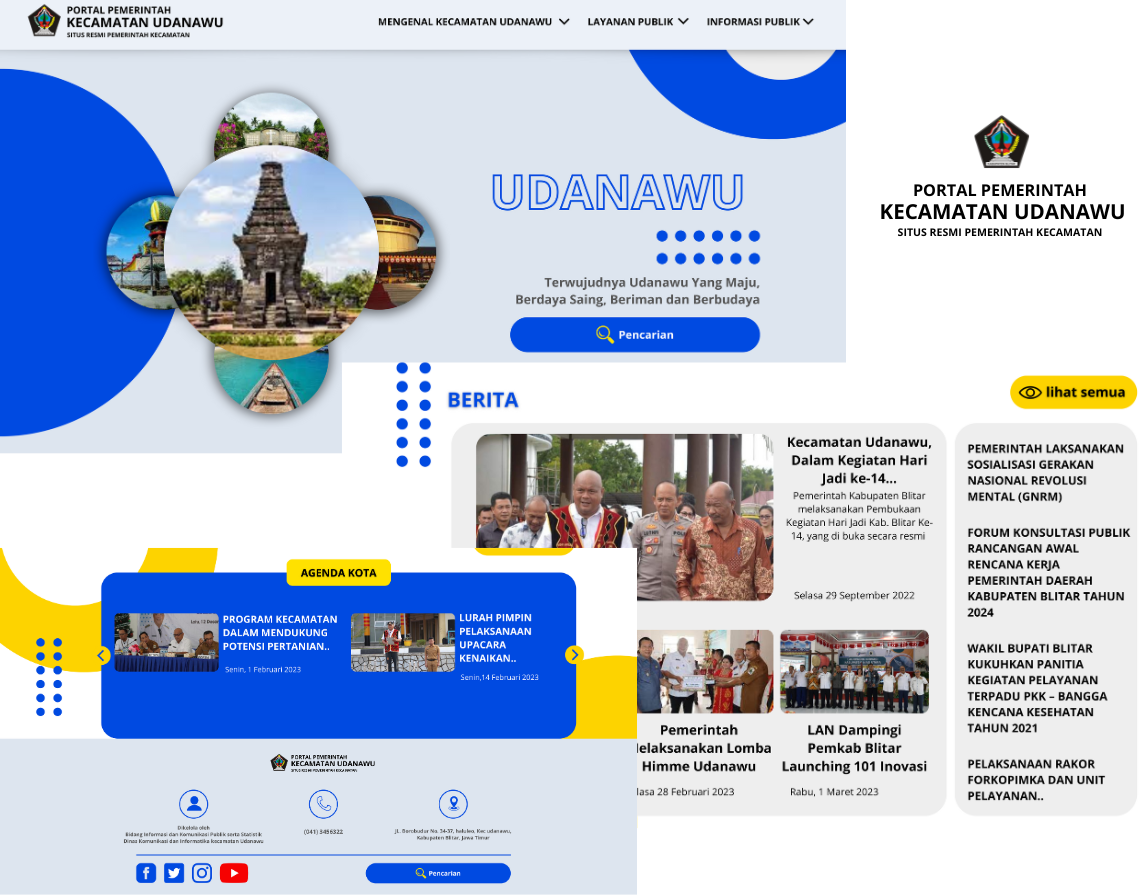 PORTAL PEMERINTAH
KECAMATAN UDANAWU
SITUS RESMI PEMERINTAH KECAMATAN
MENGENAL KECAMATAN UDANAWU
LAYANAN PUBLIK
INFORMASI PUBLIK
UDANAWU
Terwujudnya Udanawu Yang Maju,
Berdaya Saing, Beriman dan Berbudaya
Pencarian
PORTAL PEMERINTAH
KECAMATAN UDANAWU
SITUS RESMI PEMERINTAH KECAMATAN
BERITA
lihat semua
Kecamatan Udanawu,
Dalam Kegiatan Hari
Jadi ke-14...
Pemerintah Kabupaten Blitar
melaksanakan Pembukaan
Kegiatan Hari Jadi Kab. Blitar Ke-
14, yang di buka secara resmi
Selasa 29 September 2022
Pemerintah
elaksanakan Lomba
Himme Udanawu
lasa 28 Februari 2023
LAN Dampingi
Pemkab Blitar
Launching 101 Inovasi
Rabu, 1 Maret 2023
PEMERINTAH LAKSANAKAN
SOSIALISASI GERAKAN
NASIONAL REVOLUSI
MENTAL (GNRM)
FORUM KONSULTASI PUBLIK
RANCANGAN AWAL
RENCANA KERJA
PEMERINTAH DAERAH
KABUPATEN BLITAR TAHUN
2024
WAKIL BUPATI BLITAR
KUKUHKAN PANITIA
KEGIATAN PELAYANAN
TERPADU PKK – BANGGA
KENCANA KESEHATAN
TAHUN 2021
PELAKSANAAN RAKOR
FORKOPIMKA DAN UNIT
PELAYANAN..
AGENDA KOTA
PROGRAM KECAMATAN
DALAM MENDUKUNG
POTENSI PERTANIAN..
Senin, 1 Februari 2023
LURAH PIMPIN
PELAKSANAAN
UPACARA
KENAIKAN..
Senin,14 Februari 2023
PORTAL PEMERINTAH
KECAMATAN UDANAWU
SITUS RESMI PEMERINTAH KECAMATAN
Dikelola oleh
Bidang Informasi dan Komunikasi Publik serta Statistik
Dinas Komunikasi dan Informatika kecamatan Udanawu
(041) 3456322
JL. Borobudur No. 34-37, haluleo, Kec udanawu,
Kabupaten Blitar, Jawa Timur
Pencarian